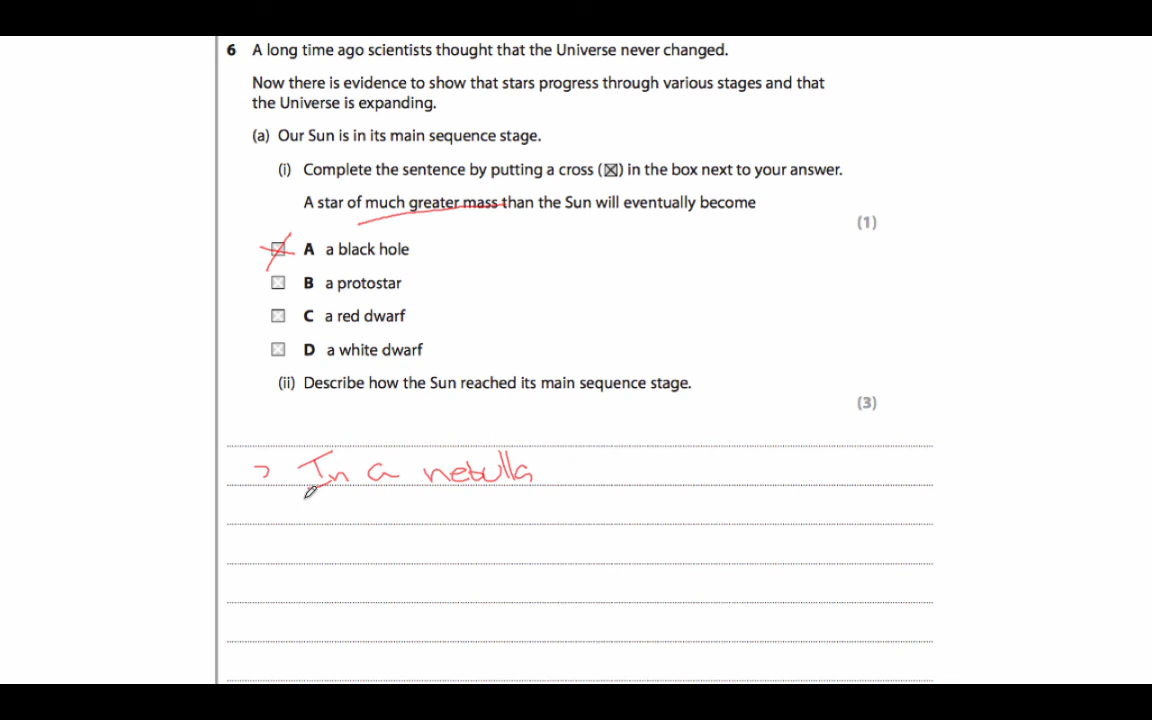 6 A long time ago scientists thought that the Universe never changed.
Now there is evidence to show that stars progress through various stages and that
the Universe is expanding.
(a) Our Sun is in its main sequence stage.
(i) Complete the sentence by putting a cross (☒) in the box next to your answer.
A star of much greater mass than the Sun will eventually become
(1)
A a black hole
B a protostar
C a red dwarf
D a white dwarf
(ii) Describe how the Sun reached its main sequence stage.
(3)
> In a nebulla